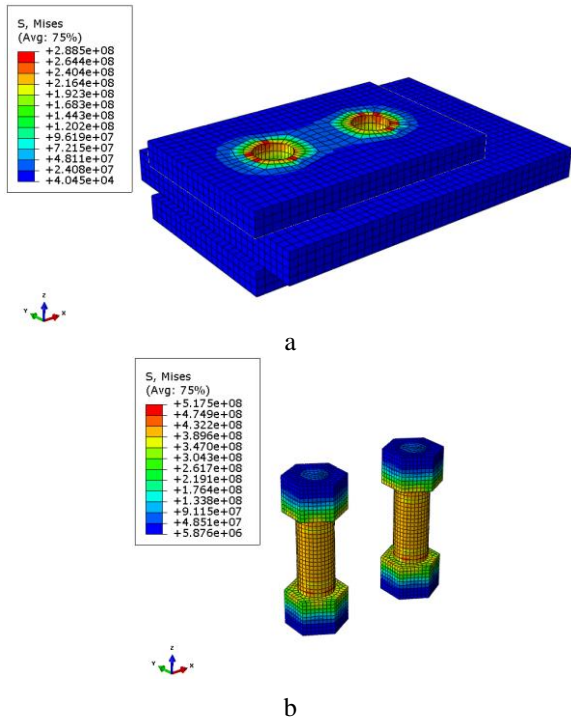 S, Mises
(Avg: 75%)
+2.885e+08
+2.644e+08
+2.404e+08
+2.164e+08
+1.923e+08
+1.683e+08
+1.443e+08
+1.202e+08
+9.619e+07
+7.215e+07
+4.811e+07
+2.408e+07
+4.045e+04
Z
Y
X
a
S, Mises
(Avg: 75%)
+5.175e+08
+4.749e+08
+4.322e+08
+3.896e+08
+3.470e+08
+3.043e+08
+2.617e+08
+2.191e+08
+1.764e+08
+1.338e+08
+9.115e+07
+4.851e+07
+5.876e+06
Z
Y
X
b